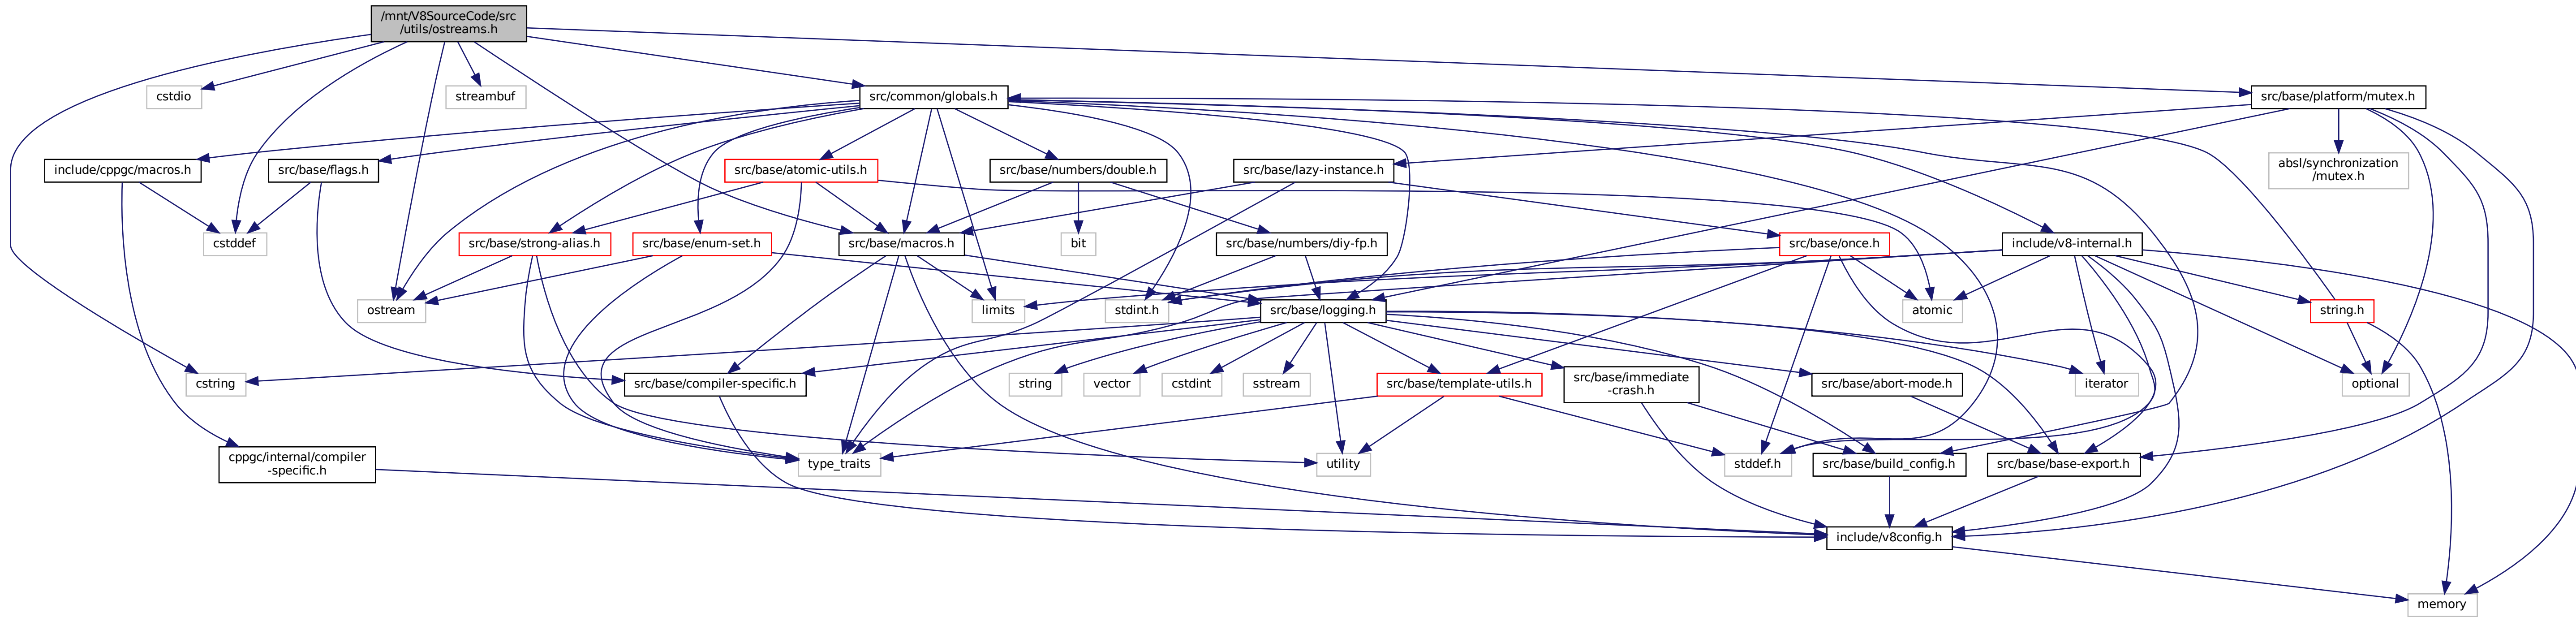 /mnt/V8SourceCode/src
/utils/ostreams.h
cstdio
streambuf
src/common/globals.h
src/base/platform/mutex.h
include/cppgc/macros.h
src/base/flags.h
src/base/atomic-utils.h
src/base/numbers/double.h
src/base/lazy-instance.h
absl/synchronization
/mutex.h
cstddef
src/base/strong-alias.h
src/base/enum-set.h
src/base/macros.h
bit
src/base/numbers/diy-fp.h
src/base/once.h
include/v8-internal.h
ostream
limits
stdint.h
src/base/logging.h
atomic
string.h
cstring
src/base/compiler-specific.h
string
vector
cstdint
sstream
src/base/template-utils.h
src/base/immediate
-crash.h
src/base/abort-mode.h
iterator
optional
cppgc/internal/compiler
-specific.h
type_traits
utility
stddef.h
src/base/build_config.h
src/base/base-export.h
include/v8config.h
memory